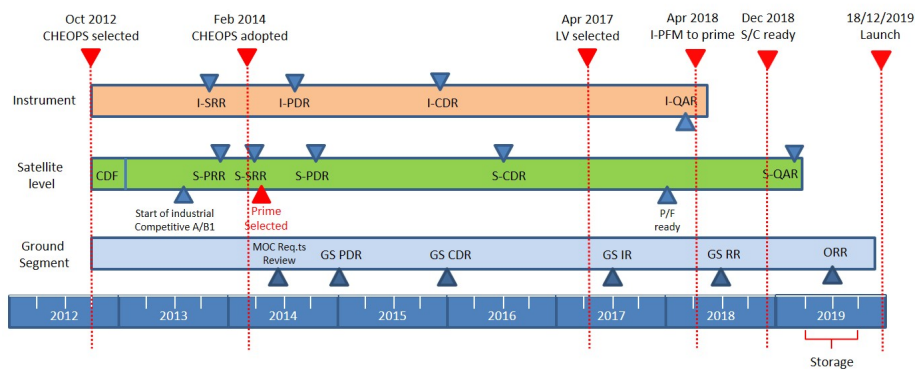 Oct 2012
CHEOPS selected
Feb 2014
CHEOPS adopted
Apr 2017
LV selected
Apr 2018
I-PFM to prime
Dec 2018
S/C ready
18/12/2019
Launch
Instrument
I-SRR
I-PDR
I-CDR
I-QAR
Satellite
level
CDF
S-PRR
S-SRR
S-PDR
S-CDR
S-QAR
Start of industrial
Competitive A/B1
Prime
Selected
P/F
ready
Ground
Segment
MOC Req.ts
Review
GS PDR
GS CDR
GS IR
GS RR
ORR
2012
2013
2014
2015
2016
2017
2018
2019
Storage